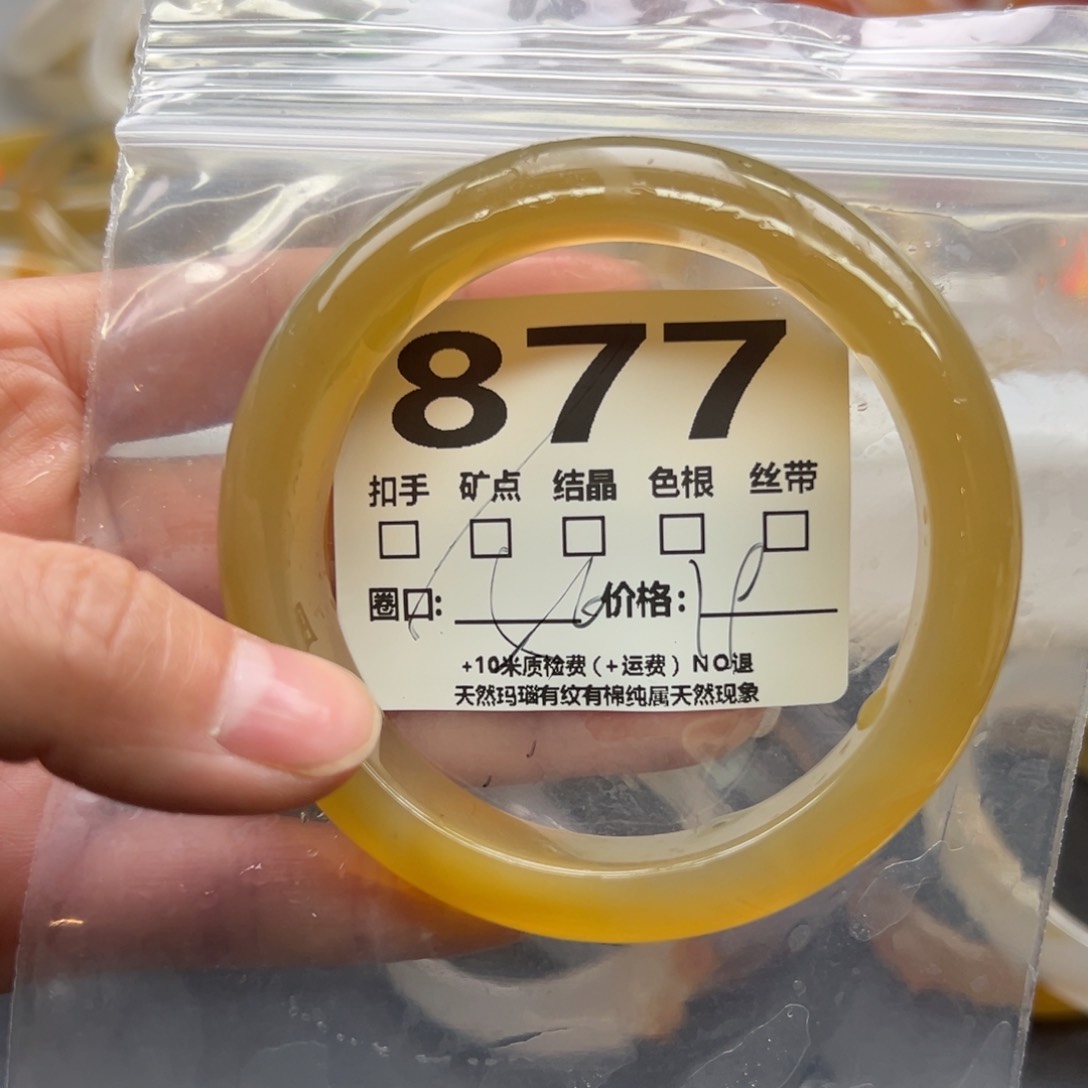 877
扣手 矿点 结晶 色根 丝带
圈口: 价格:
+10米质检费(+运费) NO退
天然玛瑙有纹有棉纯属天然现象